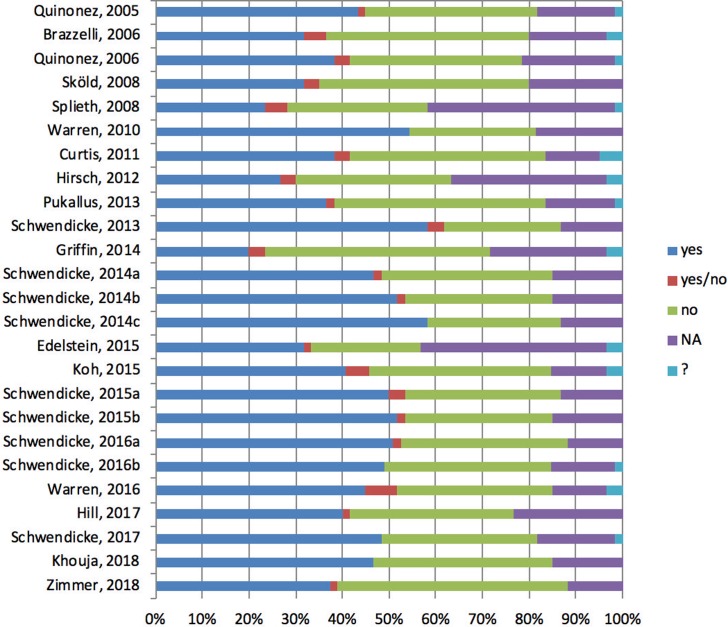 Quinonez, 2005
Brazzelli, 2006
Quinonez, 2006
Sköld, 2008
Splieth, 2008
Warren, 2010
Curtis, 2011
Hirsch, 2012
Pukallus, 2013
Schwendicke, 2013
Griffin, 2014
Schwendicke, 2014a
Schwendicke, 2014b
Schwendicke, 2014c
Edelstein, 2015
Koh, 2015
Schwendicke, 2015a
Schwendicke, 2015b
Schwendicke, 2016a
Schwendicke, 2016b
Warren, 2016
Hill, 2017
Schwendicke, 2017
Khouja, 2018
Zimmer, 2018
0% 10% 20% 30% 40% 50% 60% 70% 80% 90% 100%
yes
yes/no
no
NA
?